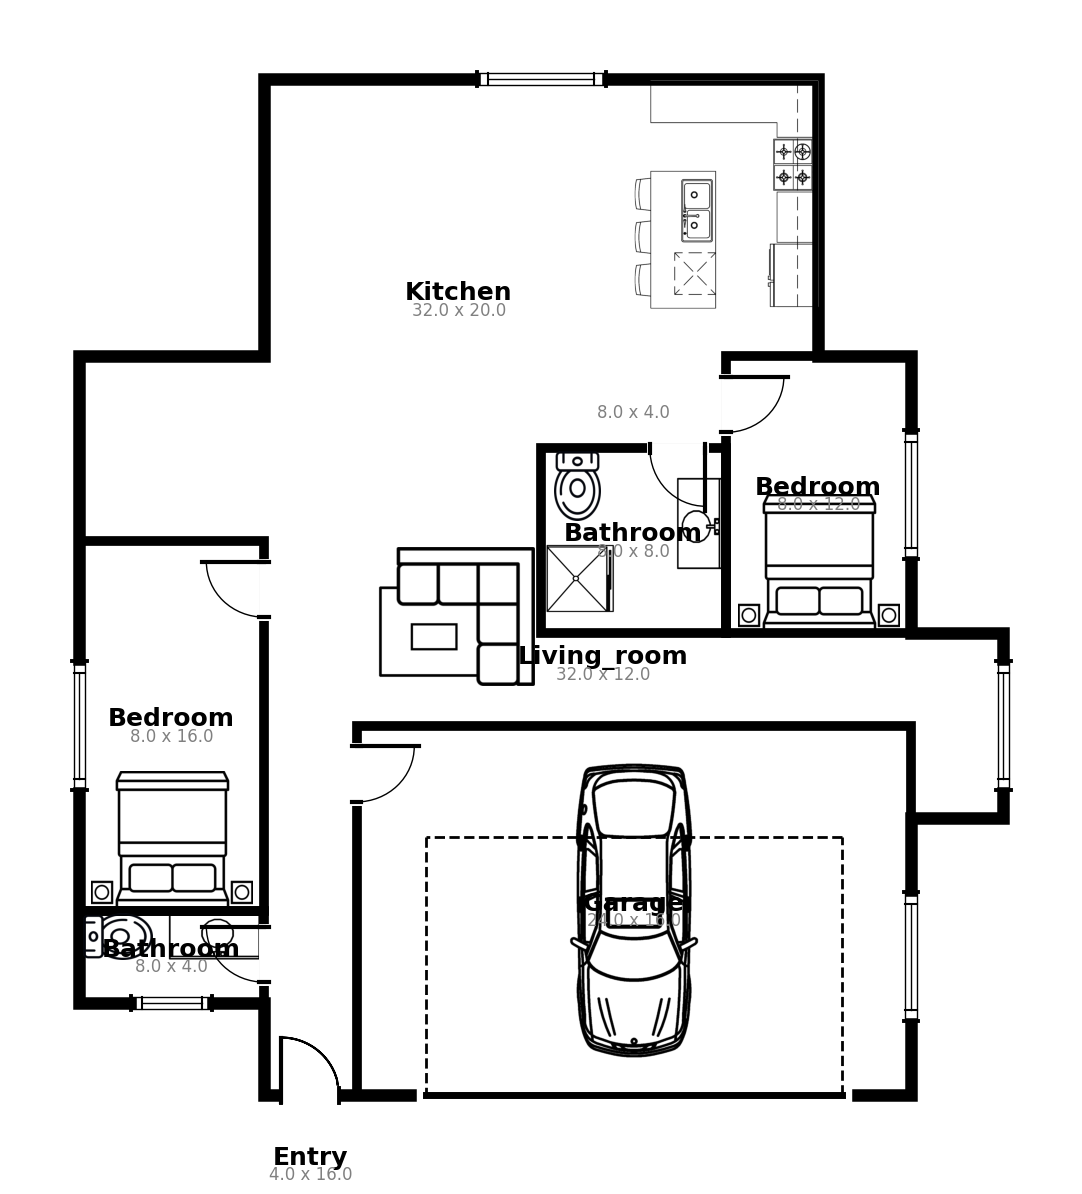 Kitchen
32.0 x 20.0
8.0 x 4.0
Bedroom
8.0 x 12.0
Bathroom
8.0 x 8.0
Living_room
32.0 x 12.0
Bedroom
8.0 x 16.0
Garage
24.0 x 16.0
Bathroom
8.0 x 4.0
Entry
4.0 x 16.0